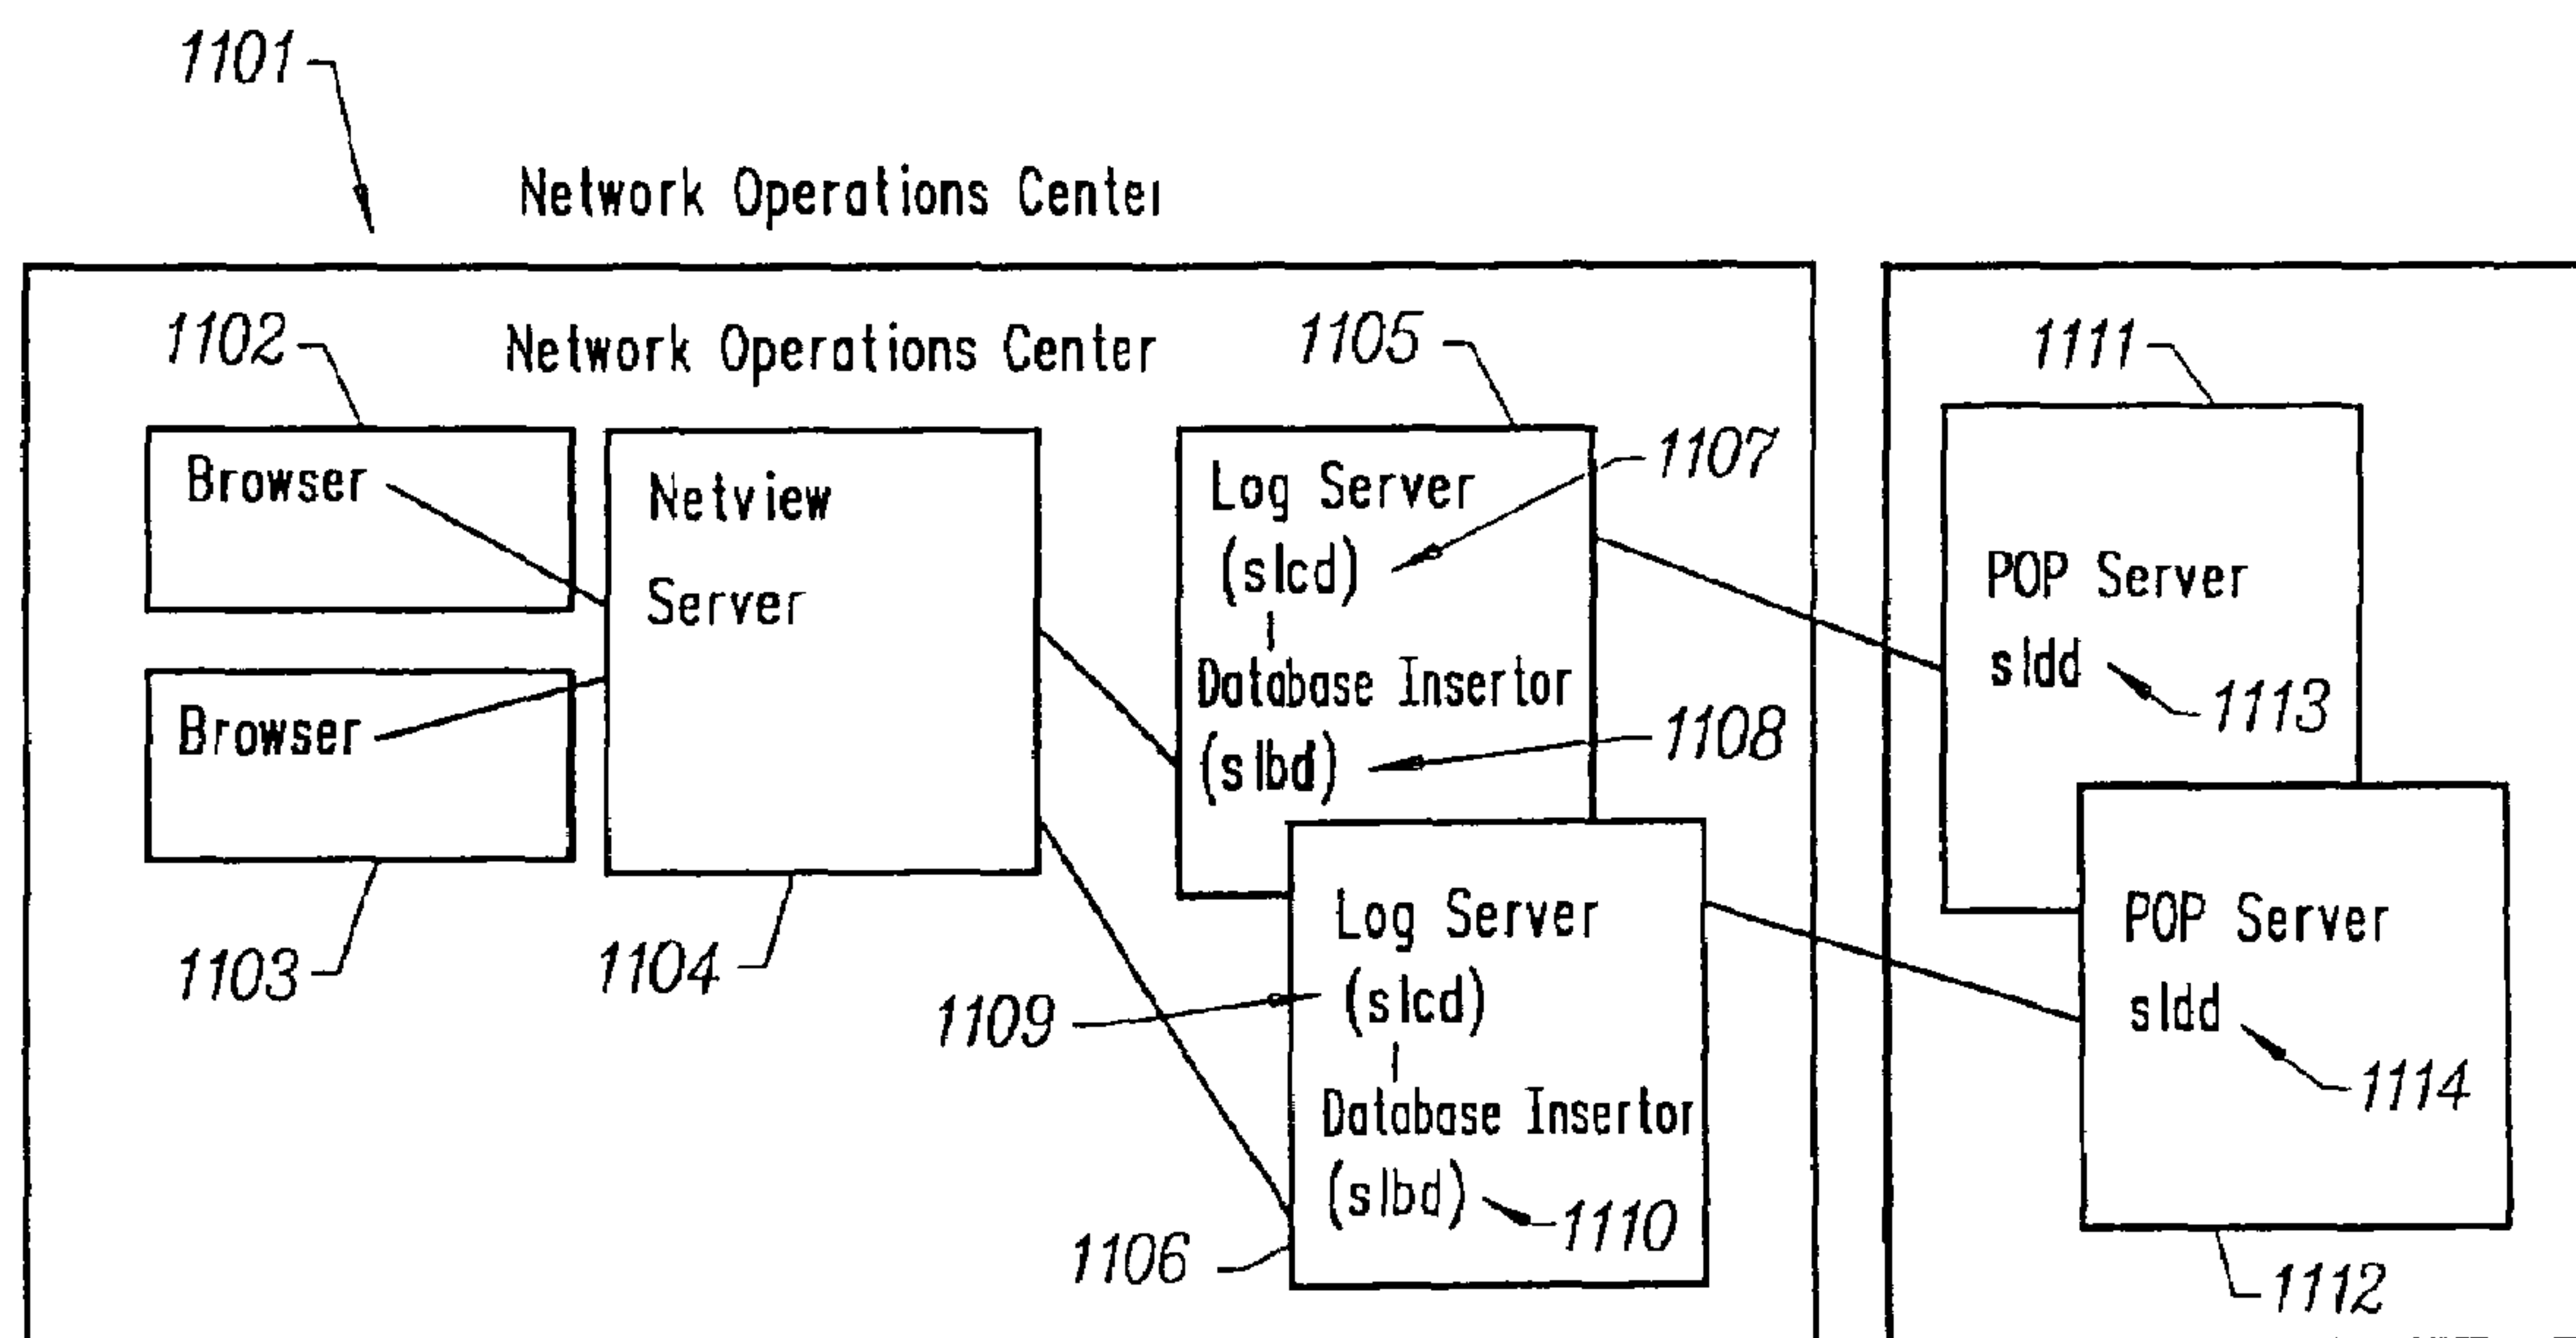 1101
Network Operations Center
1102
Network Operations Center
1105
1111
Browser
Netview
Server
Log Server
(slcd)
1107
Database Insertor
(slbd)
1108
POP Server
sldd
1113
Browser
1103
1104
1109
Log Server
(slcd)
Database Insertor
(slbd)
1110
1106
POP Server
sldd
1114
1112